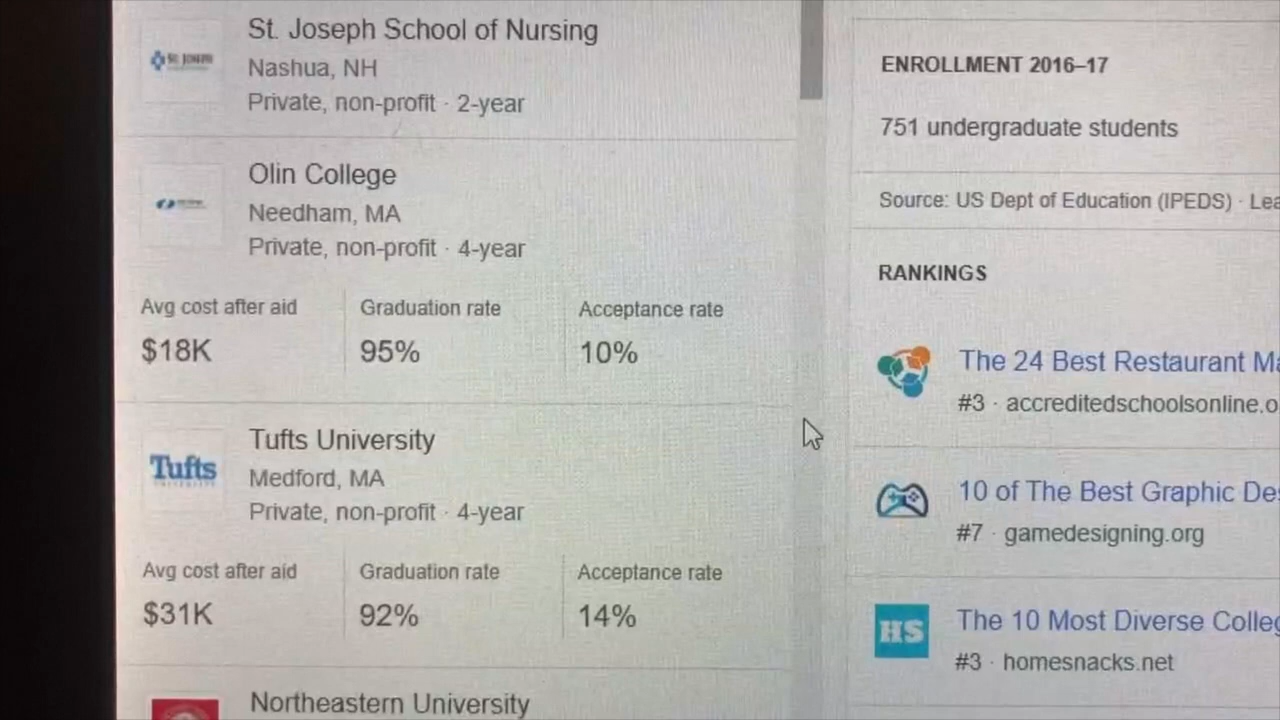 St. Joseph School of Nursing
Nashua, NH
Private, non-profit · 2-year
Olin College
Needham, MA
Private, non-profit · 4-year
Avg cost after aid Graduation rate Acceptance rate
$18K 95% 10%
Tufts
Tufts University
Medford, MA
Private, non-profit · 4-year
Avg cost after aid Graduation rate Acceptance rate
$31K 92% 14%
Northeastern University
ENROLLMENT 2016–17
751 undergraduate students
Source: US Dept of Education (IPEDS) · Lea
RANKINGS
The 24 Best Restaurant Ma
#3 · accreditedschoolsonline.o
10 of The Best Graphic Des
#7 · gamedesigning.org
HS
The 10 Most Diverse Colleg
#3 · homesnacks.net